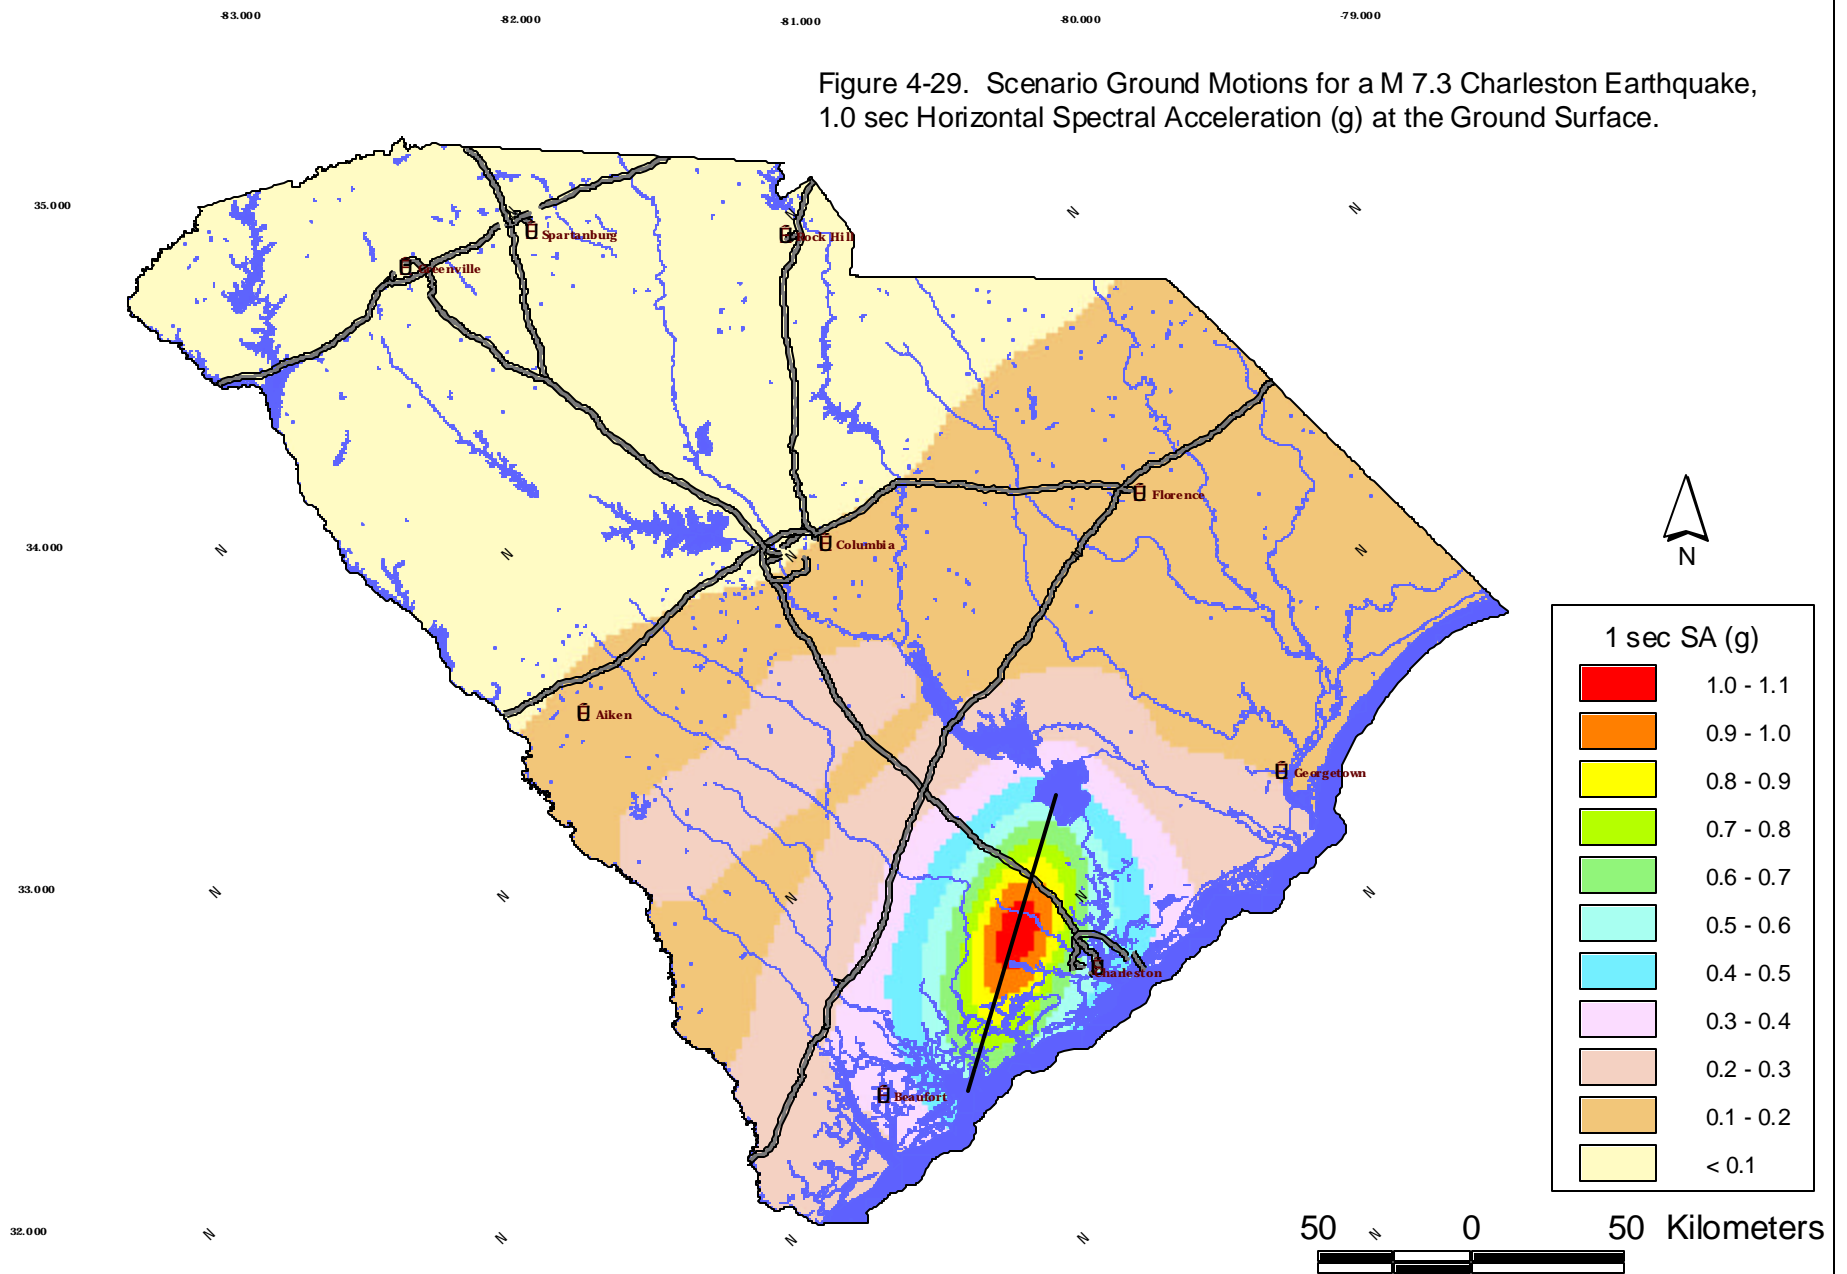 -83.000
-82.000
-81.000
-80.000
-79.000
Figure 4-29. Scenario Ground Motions for a M 7.3 Charleston Earthquake,
1.0 sec Horizontal Spectral Acceleration (g) at the Ground Surface.
35.000
N
N
N
Spartanburg
Rock Hill
Greenville
Florence
34.000
N
N
N
Columbia
N
N
N
Aiken
Georgetown
33.000
N
N
N
N
N
Charleston
Beaufort
32.000
N
N
N
N
N
1 sec SA (g)
1.0 - 1.1
0.9 - 1.0
0.8 - 0.9
0.7 - 0.8
0.6 - 0.7
0.5 - 0.6
0.4 - 0.5
0.3 - 0.4
0.2 - 0.3
0.1 - 0.2
< 0.1
50 0 50 Kilometers